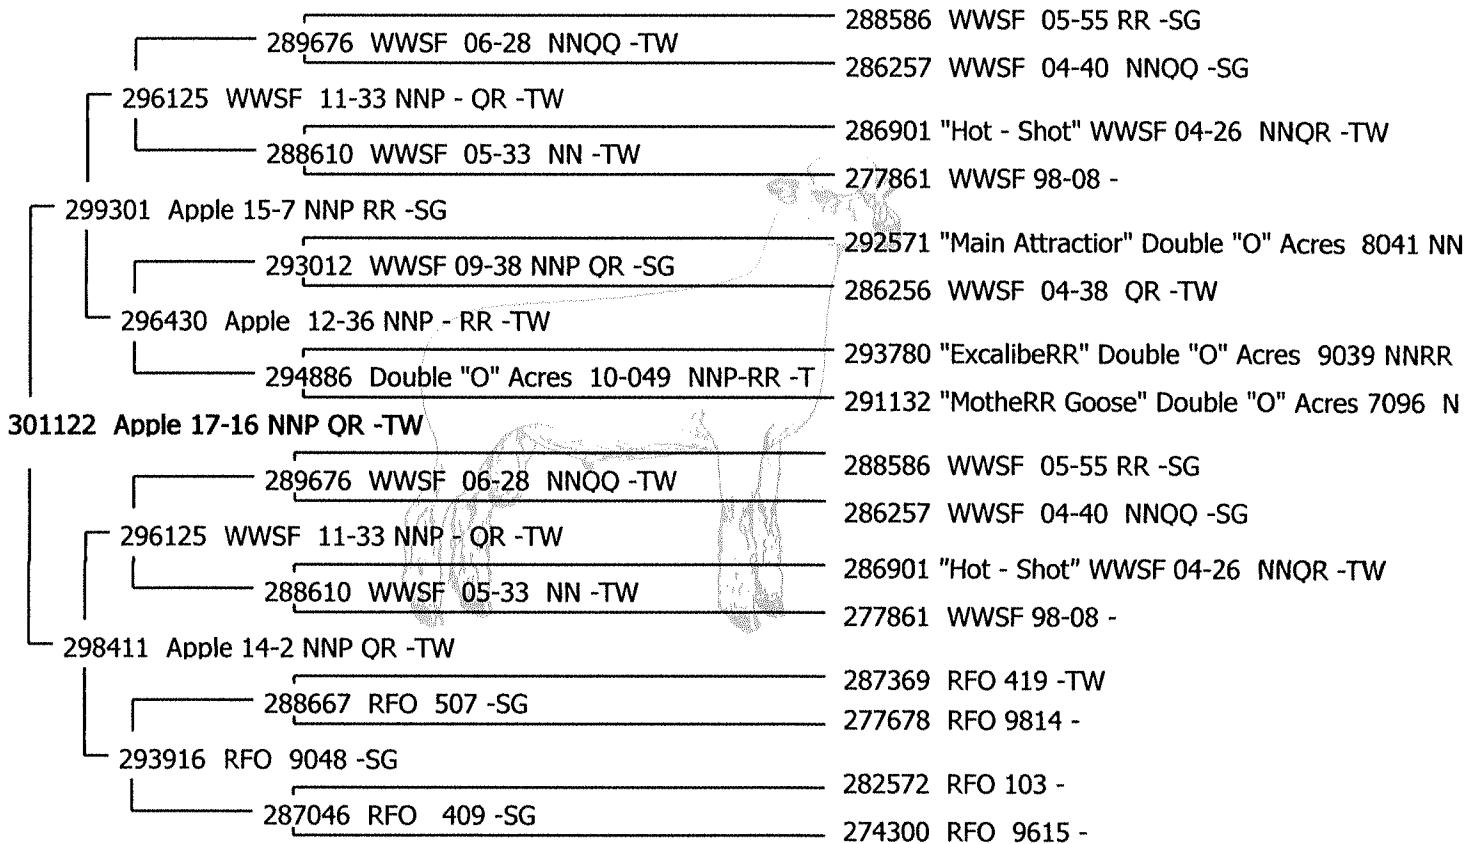 288586 WWSF 05-55 RR -SG
289676 WWSF 06-28 NNQQ -TW
286257 WWSF 04-40 NNQQ -SG
296125 WWSF 11-33 NNP - QR -TW
286901 "Hot - Shot" WWSF 04-26 NNQR -TW
288610 WWSF 05-33 NN -TW
277861 WWSF 98-08 -
299301 Apple 15-7 NNP RR -SG
292571 "Main Attractior" Double "O" Acres 8041 NN
293012 WWSF 09-38 NNP QR -SG
286256 WWSF 04-38 QR -TW
296430 Apple 12-36 NNP - RR -TW
293780 "ExcalibeRR" Double "O" Acres 9039 NNRR
294886 Double "O" Acres 10-049 NNP-RR -T
291132 "MotheRR Goose" Double "O" Acres 7096 N
301122 Apple 17-16 NNP QR -TW
288586 WWSF 05-55 RR -SG
289676 WWSF 06-28 NNQQ -TW
286257 WWSF 04-40 NNQQ -SG
296125 WWSF 11-33 NNP - QR -TW
286901 "Hot - Shot" WWSF 04-26 NNQR -TW
288610 WWSF 05-33 NN -TW
277861 WWSF 98-08 -
298411 Apple 14-2 NNP QR -TW
287369 RFO 419 -TW
288667 RFO 507 -SG
277678 RFO 9814 -
293916 RFO 9048 -SG
282572 RFO 103 -
287046 RFO 409 -SG
274300 RFO 9615 -